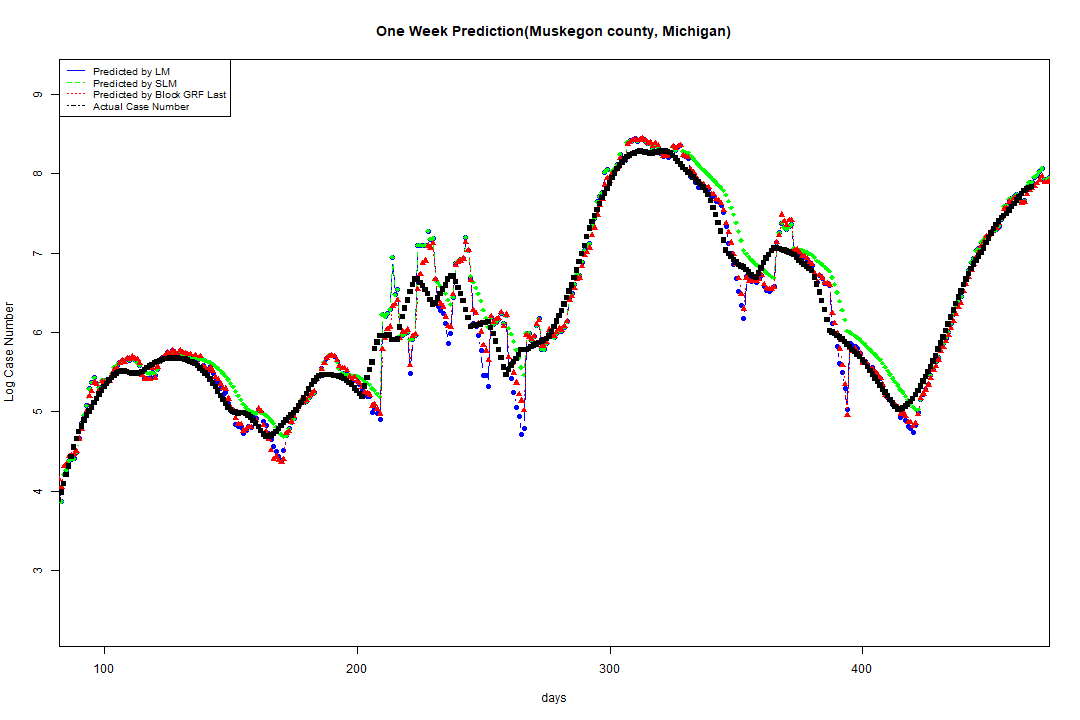 One Week Prediction(Muskegon county, Michigan)
Predicted by LM
Predicted by SLM
Predicted by Block GRF Last
Actual Case Number
9
8
7
6
5
4
3
Log Case Number
100 200 300 400
days